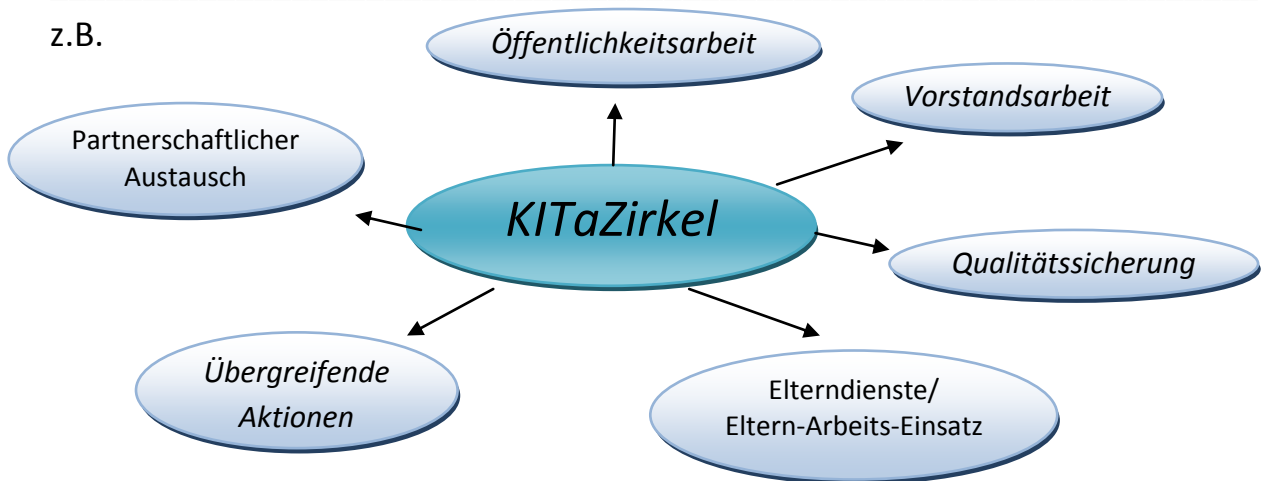 z.B.
Öffentlichkeitsarbeit
Vorstandsarbeit
Partnerschaftlicher
Austausch
KITaZirkel
Qualitätssicherung
Übergreifende
Aktionen
Elterndienste/
Eltern-Arbeits-Einsatz